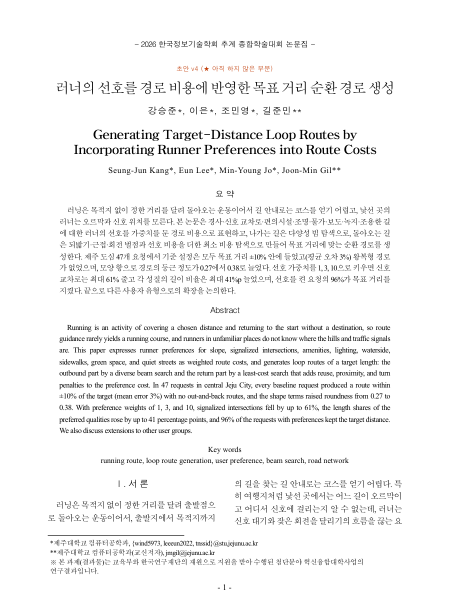 - 2026 한국정보기술학회 추계 종합학술대회 논문집 -
초안 v4 (★ 아직 하지 않은 부분)
러너의 선호를 경로 비용에 반영한 목표 거리 순환 경로 생성
강승준*, 이은*, 조민영*, 길준민**
Generating Target-Distance Loop Routes by
Incorporating Runner Preferences into Route Costs
Seung-Jun Kang*, Eun Lee*, Min-Young Jo*, Joon-Min Gil**
요 약
러닝은 목적지 없이 정한 거리를 달려 돌아오는 운동이어서 길 안내로는 코스를 얻기 어렵고, 낯선 곳의
러너는 오르막과 신호 위치를 모른다. 본 논문은 경사·신호 교차로·편의시설·조명·물가·보도·녹지·조용한 길
에 대한 러너의 선호를 가중치를 둔 경로 비용으로 표현하고, 나가는 길은 다양성 빔 탐색으로, 돌아오는 길
은 되밟기·근접·회전 벌점과 선호 비용을 더한 최소 비용 탐색으로 만들어 목표 거리에 맞는 순환 경로를 생
성한다. 제주 도심 47개 요청에서 기준 설정은 모두 목표 거리 ±10% 안에 들었고(평균 오차 3%) 왕복형 경로
가 없었으며, 모양 항으로 경로의 둥근 정도가 0.27에서 0.38로 늘었다. 선호 가중치를 1, 3, 10으로 키우면 신호
교차로는 최대 61% 줄고 각 성질의 길이 비율은 최대 41%p 늘었으며, 선호를 켠 요청의 96%가 목표 거리를
지켰다. 끝으로 다른 사용자 유형으로의 확장을 논의한다.
Abstract
Running is an activity of covering a chosen distance and returning to the start without a destination, so route
guidance rarely yields a running course, and runners in unfamiliar places do not know where the hills and traffic signals
are. This paper expresses runner preferences for slope, signalized intersections, amenities, lighting, waterside,
sidewalks, green space, and quiet streets as weighted route costs, and generates loop routes of a target length: the
outbound part by a diverse beam search and the return part by a least-cost search that adds reuse, proximity, and turn
penalties to the preference cost. In 47 requests in central Jeju City, every baseline request produced a route within
±10% of the target (mean error 3%) with no out-and-back routes, and the shape terms raised roundness from 0.27 to
0.38. With preference weights of 1, 3, and 10, signalized intersections fell by up to 61%, the length shares of the
preferred qualities rose by up to 41 percentage points, and 96% of the requests with preferences kept the target distance.
We also discuss extensions to other user groups.
Key words
running route, loop route generation, user preference, beam search, road network
Ⅰ. 서 론
러닝은 목적지 없이 정한 거리를 달려 출발점으
로 돌아오는 운동이어서, 출발지에서 목적지까지
의 길을 찾는 길 안내로는 코스를 얻기 어렵다. 특
히 여행지처럼 낯선 곳에서는 어느 길이 오르막이
고 어디서 신호에 걸리는지 알 수 없는데, 러너는
신호 대기와 잦은 회전을 달리기의 흐름을 끊는 요
*제주대학교 컴퓨터공학과, {wind5973, leeeun2022, tnssid}@stu.jejunu.ac.kr
**제주대학교 컴퓨터공학과(교신저자), jmgil@jejunu.ac.kr
※ 본 과제(결과물)는 교육부와 한국연구재단의 재원으로 지원을 받아 수행된 첨단분야 혁신융합대학사업의
연구결과입니다.
- 1 -